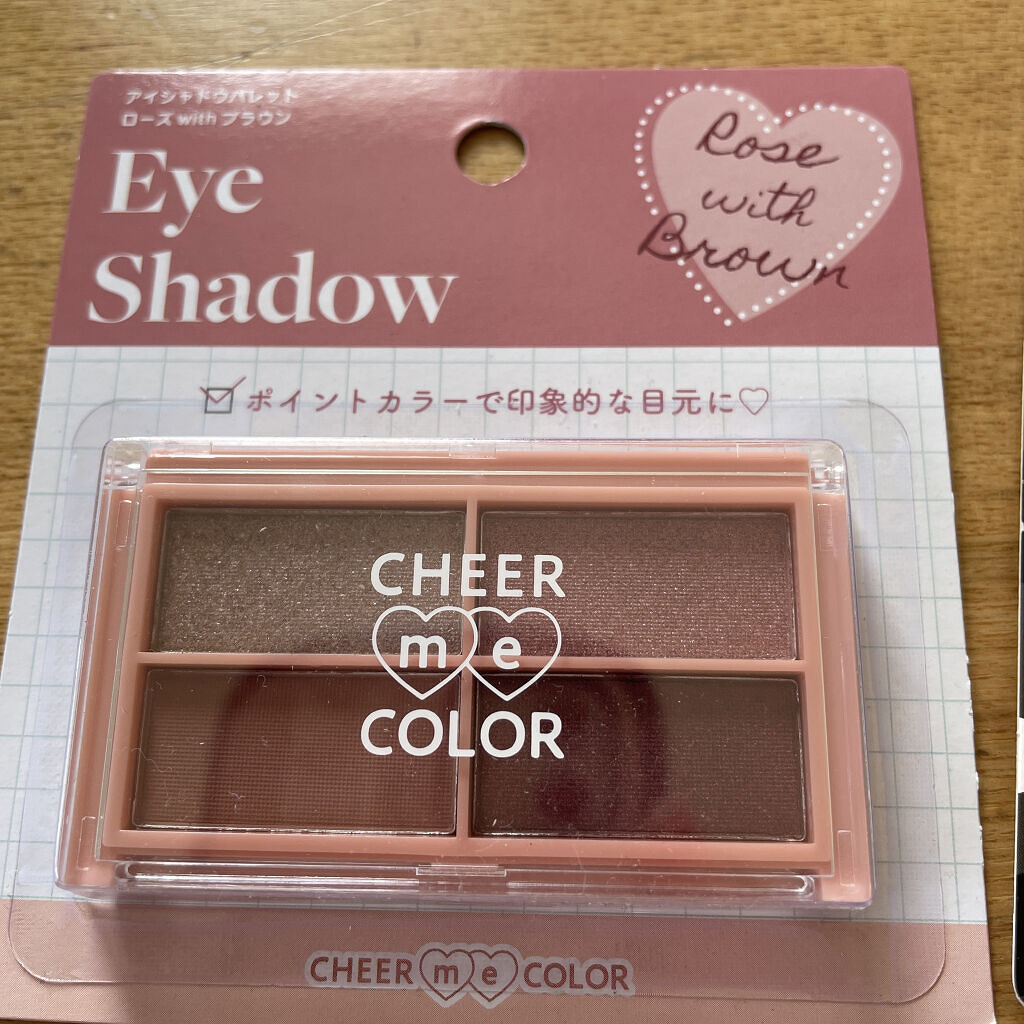 アイシャドウパレット
ローズ with ブラウン
Eye
Shadow
Rose
with
Brown
ポイントカラーで印象的な目元に♡
CHEER
me
COLOR
CHEER me COLOR